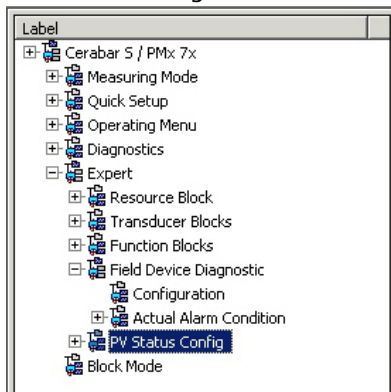 Label
Cerabar S / PMx 7x
Measuring Mode
Quick Setup
Operating Menu
Diagnostics
Expert
Resource Block
Transducer Blocks
Function Blocks
Field Device Diagnostic
Configuration
Actual Alarm Condition
PV Status Config
Block Mode